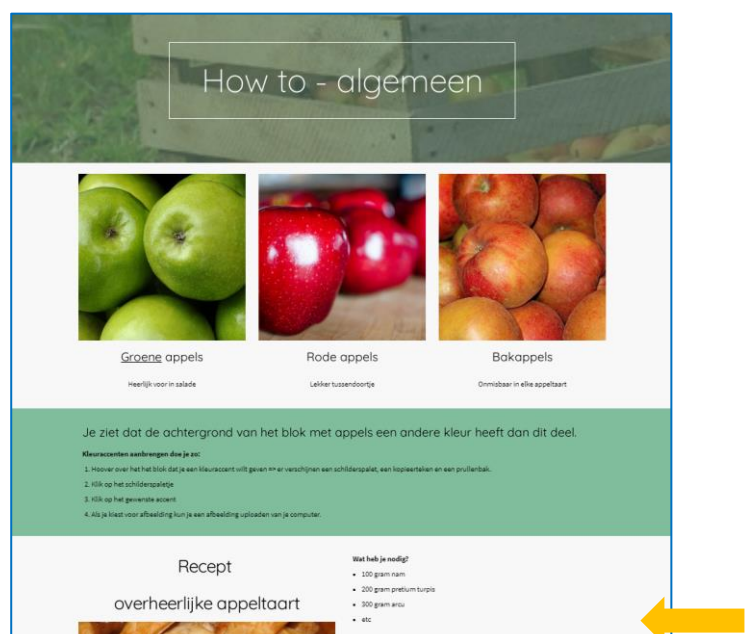 How to - algemeen
Groene appels
Rode appels
Bakappels
Heerlijk voor in salade
Lekker tussendoortje
Onmisbaar in elke appeltaart
Je ziet dat de achtergrond van het blok met appels een andere kleur heeft dan dit deel.
Kleuraccenten aanbrengen doe je zo:
1. Hoover over het het blok dat je een kleuraccent wilt geven => er verschijnen een schilderspalet, een kopieerteken en een prullenbak.
2. Klik op het schilderspaletje
3. Klik op het gewenste accent
4. Als je kiest voor afbeelding kun je een afbeelding uploaden van je computer.
Recept
overheerlijke appeltaart
Wat heb je nodig?
• 100 gram nam
• 200 gram pretium turpis
• 300 gram arcu
• etc